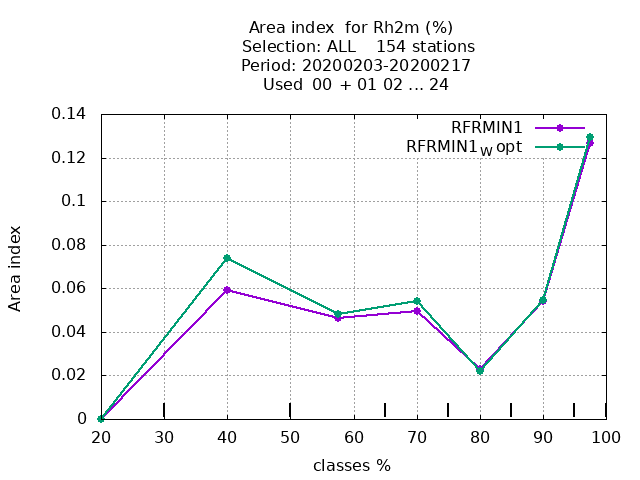 Area index  for Rh2m (%)
Selection: ALL    154 stations
Period: 20200203-20200217
Used  00 + 01 02 ... 24
RFRMIN1
RFRMIN1W opt
0.14
0.12
0.1
0.08
0.06
0.04
0.02
0
Area index
20 30 40 50 60 70 80 90 100
classes %